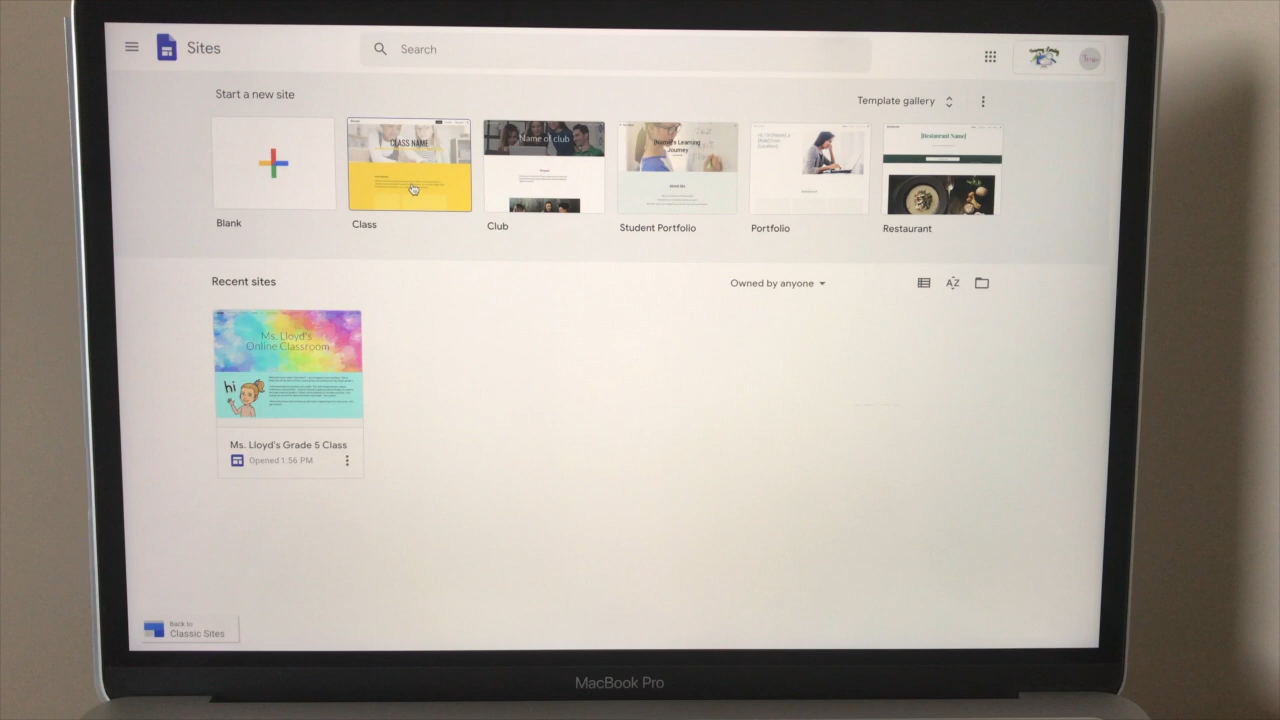 Sites
Search
Start a new site
Template gallery
CLASS NAME
Name of club
[Name]'s Learning
Journey
[Restaurant Name]
Blank
Class
Club
Student Portfolio
Portfolio
Restaurant
Recent sites
Owned by anyone
AZ
Ms. Lloyd's
Online Classroom
hi
Ms. Lloyd's Grade 5 Class
Opened 1:56 PM
Back to
Classic Sites
MacBook Pro